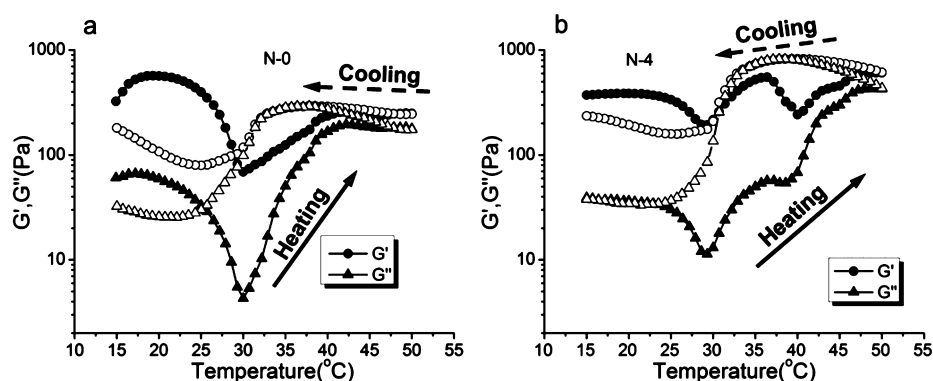 a
N-0
Cooling
1000
100
10
G',G"(Pa)
Heating
G'
G"
10 15 20 25 30 35 40 45 50 55
Temperature(°C)
b
N-4
Cooling
1000
100
10
G',G"(Pa)
Heating
G'
G"
10 15 20 25 30 35 40 45 50 55
Temperature(°C)